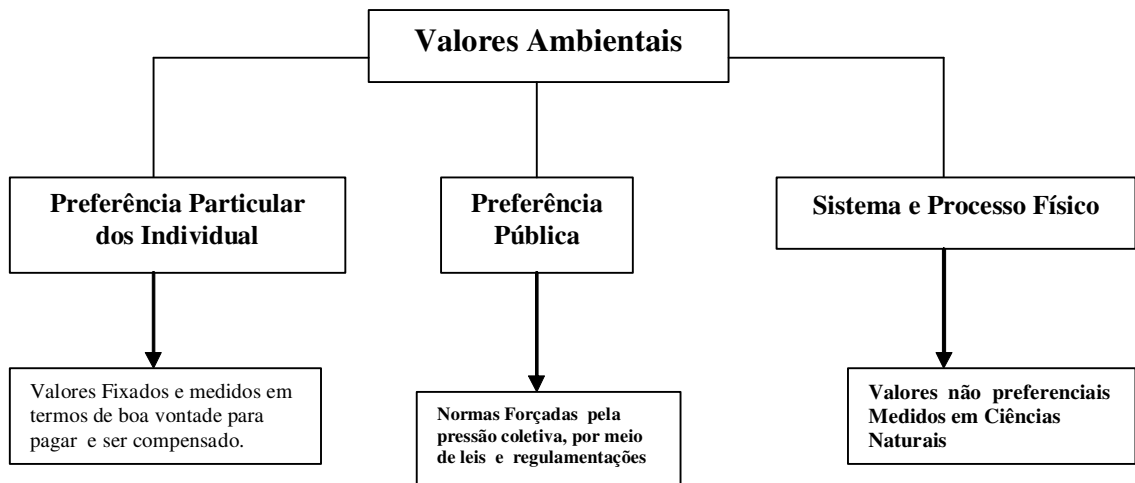 Valores Ambientais
Preferência Particular
dos Individual
Preferência
Pública
Sistema e Processo Físico
Valores Fixados e medidos em
termos de boa vontade para
pagar e ser compensado.
Normas Forçadas pela
pressão coletiva, por meio
de leis e regulamentações
Valores não preferenciais
Medidos em Ciências
Naturais